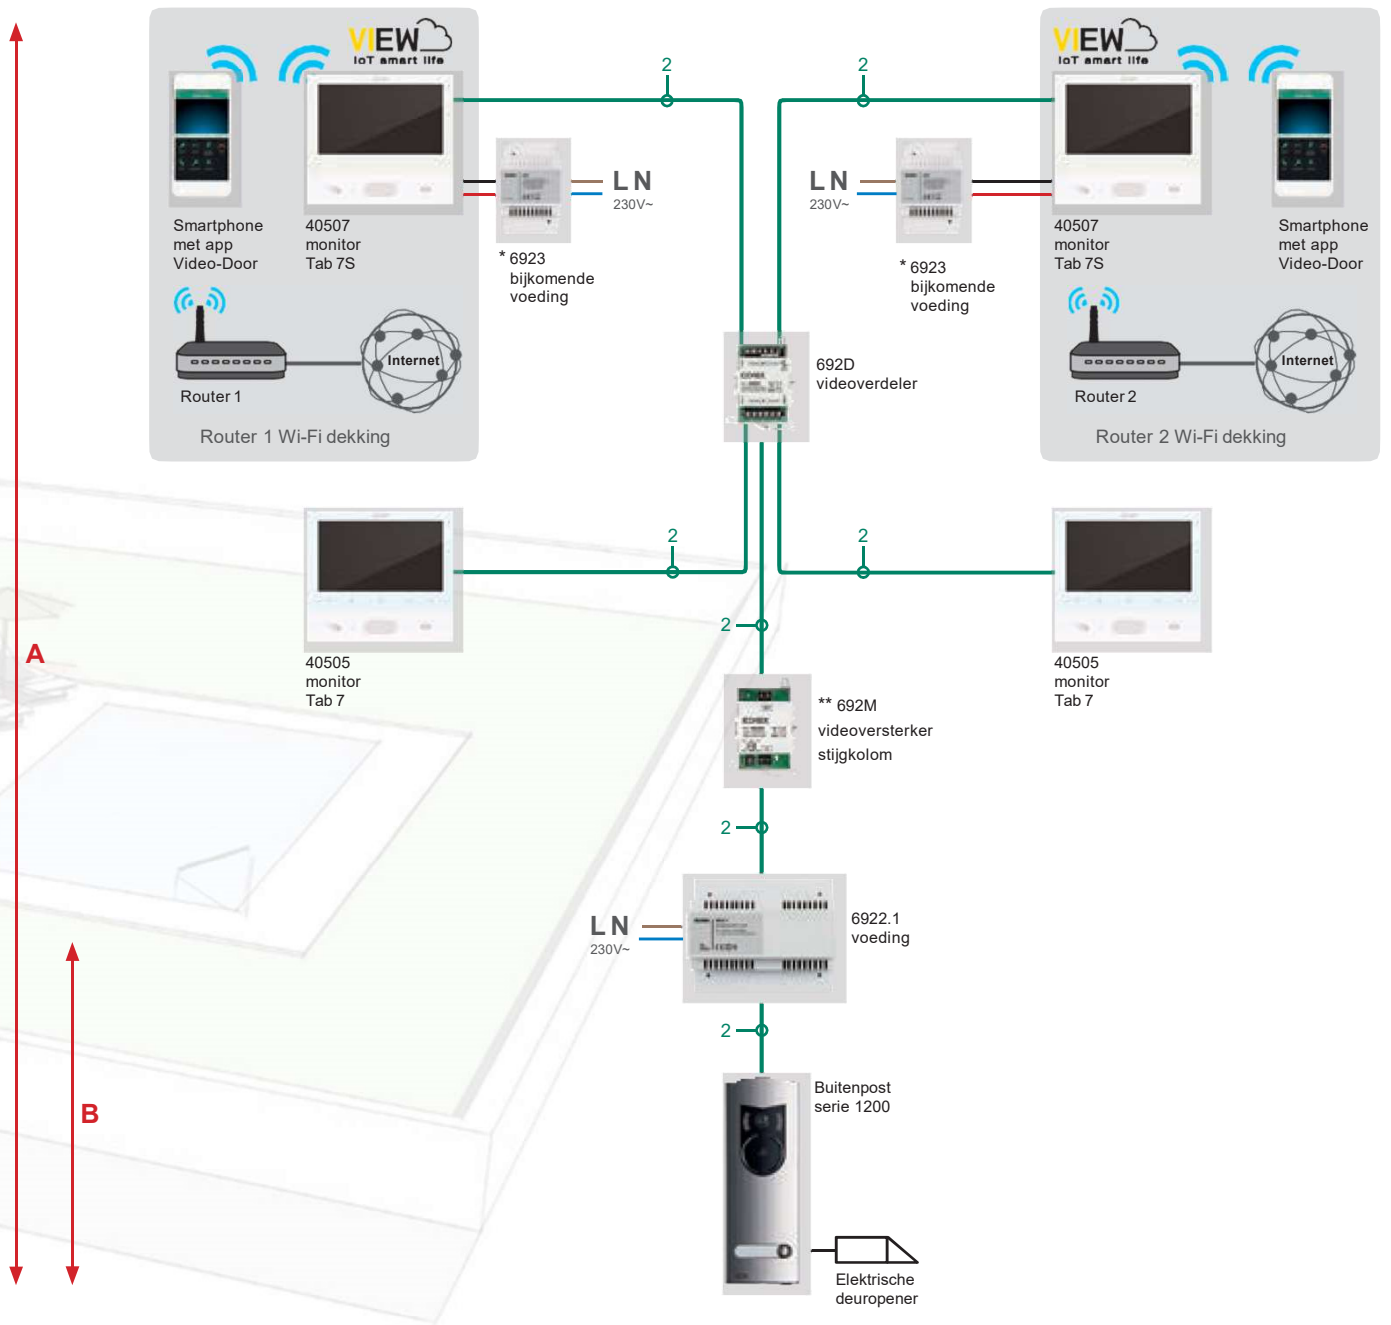 VIEW
IoT smart life
2
2
VIEW
IoT smart life
L N
230V~
L N
230V~
Smartphone
met app
Video-Door
40507
monitor
Tab 7S
* 6923
bijkomende
voeding
* 6923
bijkomende
voeding
40507
monitor
Tab 7S
Smartphone
met app
Video-Door
Internet
Router 1
Router 1 Wi-Fi dekking
692D
videoverdeler
Internet
Router 2
Router 2 Wi-Fi dekking
2
2
2
A
40505
monitor
Tab 7
40505
monitor
Tab 7
** 692M
videoversterker
stijgkolom
2
L N
230V~
6922.1
voeding
2
B
Buitenpost
serie 1200
Elektrische
deuropener